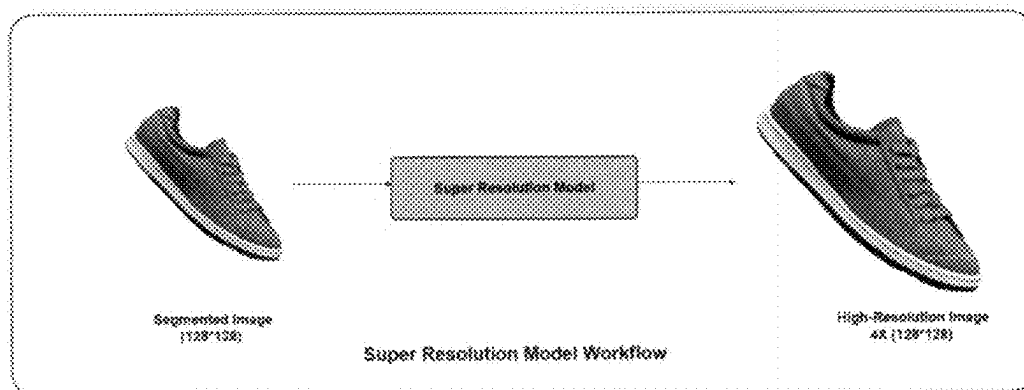 Super Resolution Model
Segmented Image
(128*128)
High-Resolution Image
4X (128*128)
Super Resolution Model Workflow